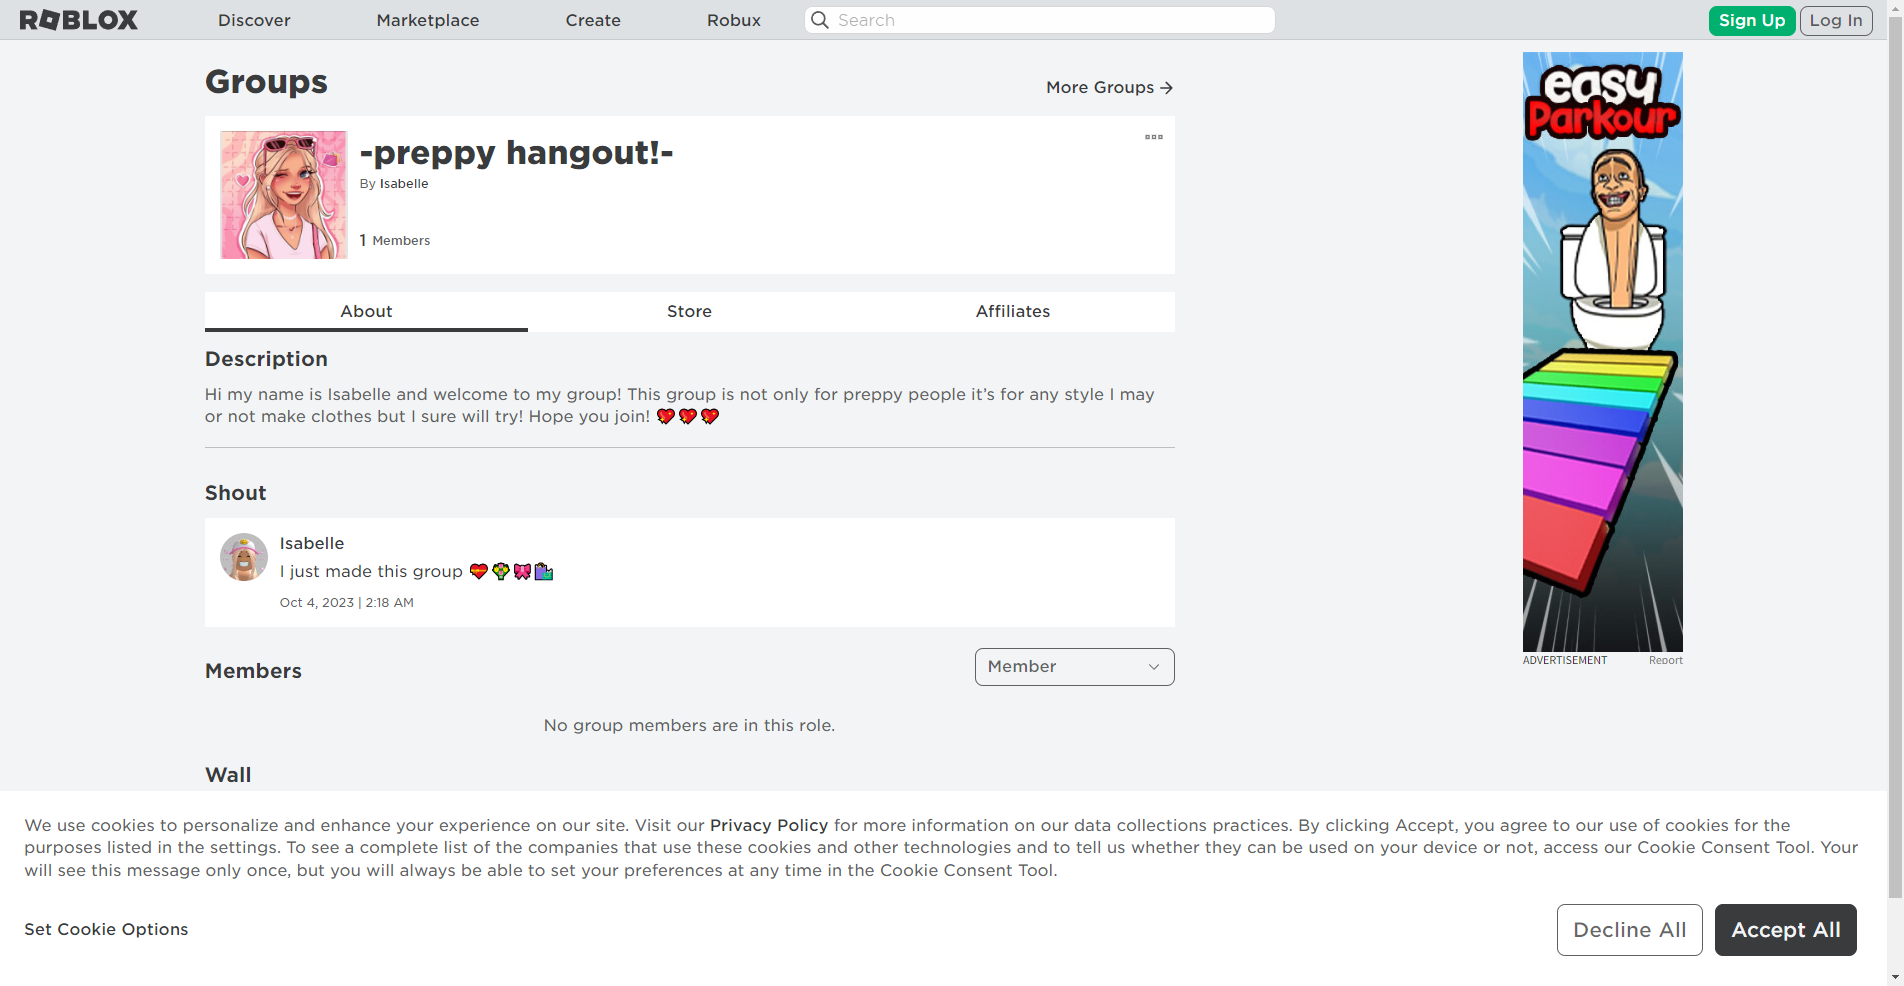 ROBLOX
Discover
Marketplace
Create
Robux
Search
Sign Up
Log In
Groups
More Groups →
-preppy hangout!-
By Isabelle
1 Members
About
Store
Affiliates
Description
Hi my name is Isabelle and welcome to my group! This group is not only for preppy people it’s for any style I may
or not make clothes but I sure will try! Hope you join! 💖💖💖
Shout
Isabelle
I just made this group 💝💐🎀🛍️
Oct 4, 2023 | 2:18 AM
Members
Member
No group members are in this role.
Wall
easy
Parkour
ADVERTISEMENT
Report
We use cookies to personalize and enhance your experience on our site. Visit our Privacy Policy for more information on our data collections practices. By clicking Accept, you agree to our use of cookies for the
purposes listed in the settings. To see a complete list of the companies that use these cookies and other technologies and to tell us whether they can be used on your device or not, access our Cookie Consent Tool. Your
will see this message only once, but you will always be able to set your preferences at any time in the Cookie Consent Tool.
Set Cookie Options
Decline All
Accept All